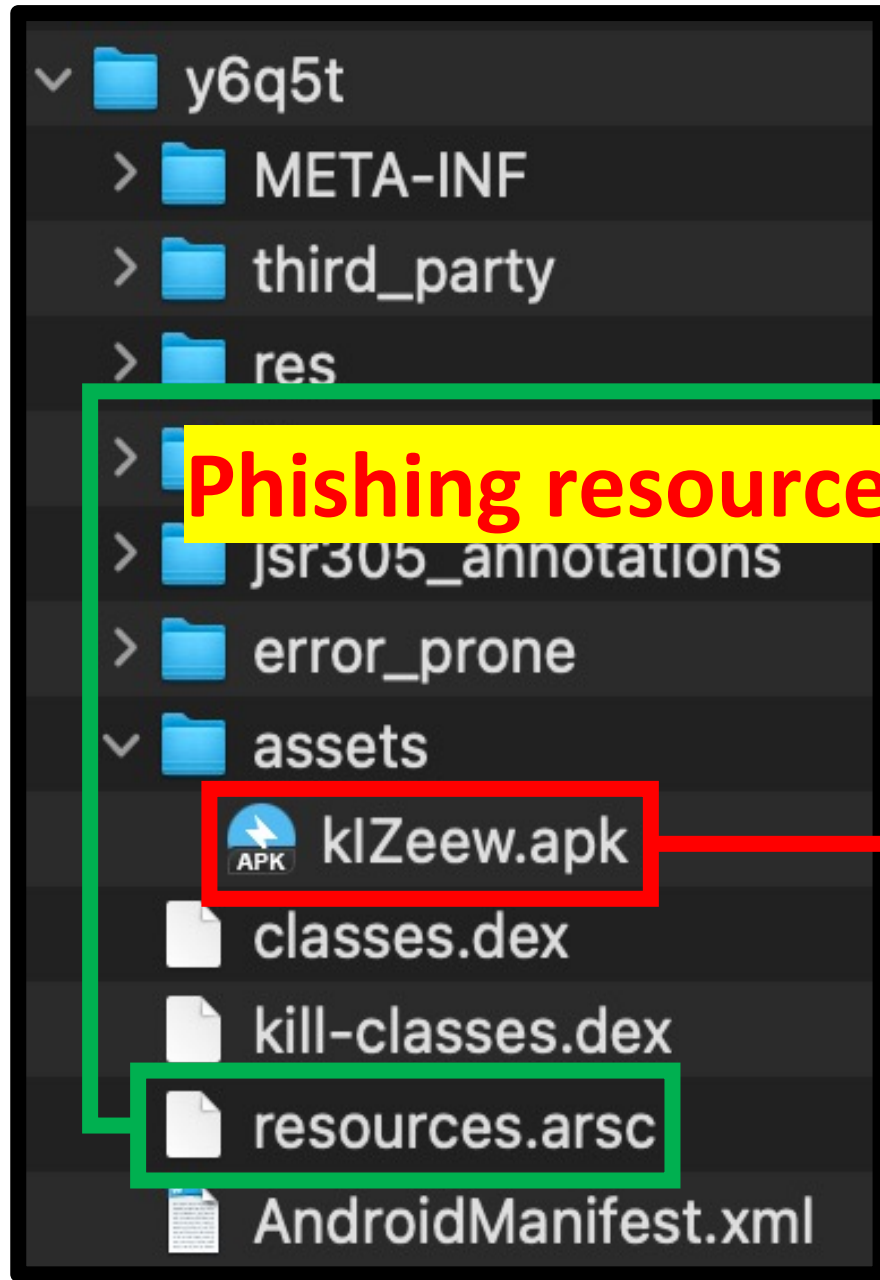 y6q5t
META-INF
third_party
res
Phishing resource
jsr305_annotations
error_prone
assets
APK klZeew.apk
classes.dex
kill-classes.dex
resources.arsc
AndroidManifest.xml